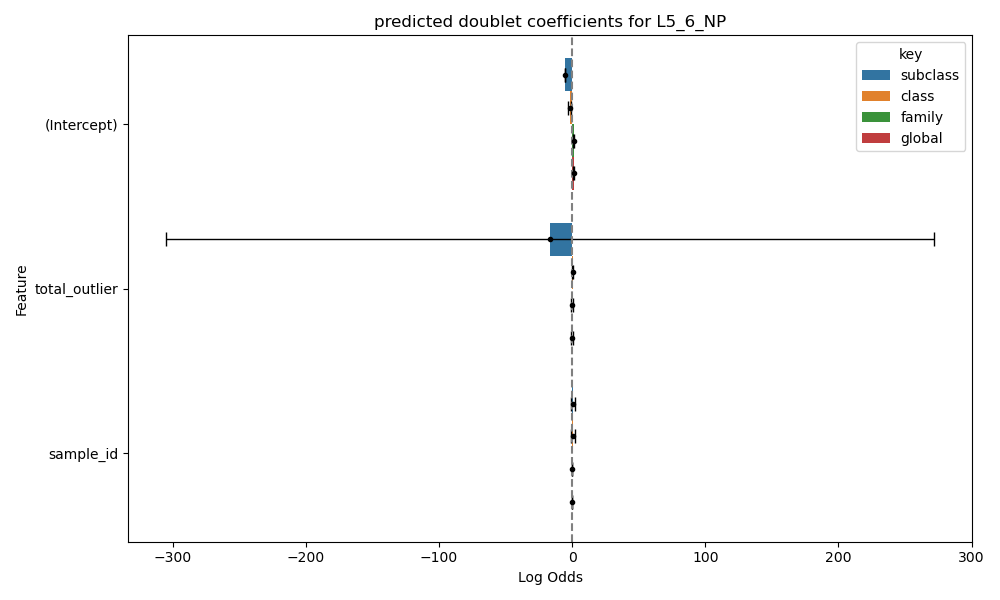 predicted doublet coefficients for L5_6_NP
key
subclass
class
family
global
(Intercept)
total_outlier
sample_id
Feature
−300
−200
−100
0
100
200
300
Log Odds